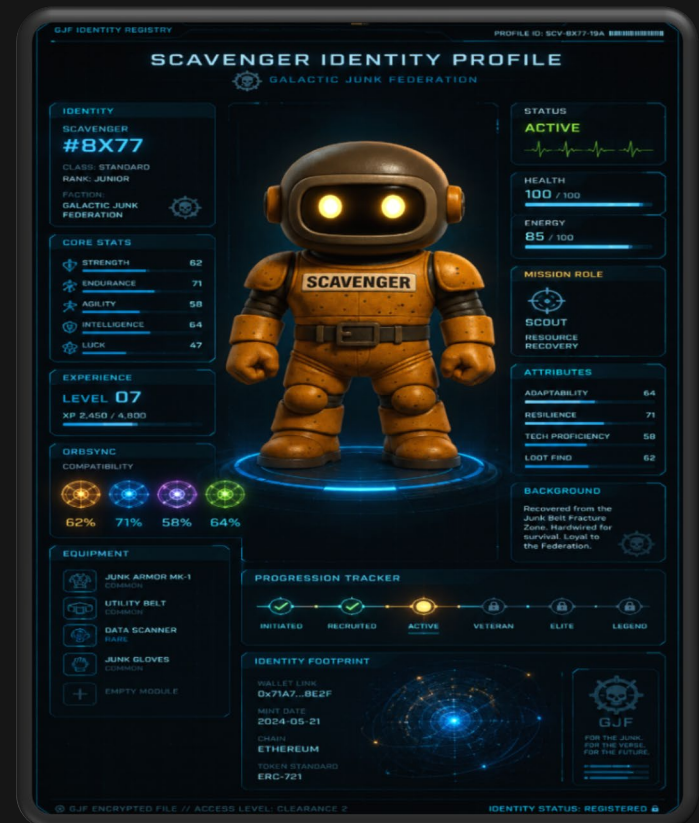 GJF IDENTITY REGISTRY
PROFILE ID: SCV-8X77-19A
SCAVENGER IDENTITY PROFILE
GALACTIC JUNK FEDERATION
IDENTITY
SCAVENGER
#8X77
CLASS: STANDARD
RANK: JUNIOR
FACTION:
GALACTIC JUNK
FEDERATION
CORE STATS
STRENGTH 62
ENDURANCE 71
AGILITY 58
INTELLIGENCE 64
LUCK 47
EXPERIENCE
LEVEL 07
XP 2,450 / 4,800
ORBSYNC
COMPATIBILITY
62% 71% 58% 64%
EQUIPMENT
JUNK ARMOR MK-1
COMMON
UTILITY BELT
COMMON
DATA SCANNER
RARE
JUNK GLOVES
COMMON
EMPTY MODULE
SCAVENGER
STATUS
ACTIVE
HEALTH
100 / 100
ENERGY
85 / 100
MISSION ROLE
SCOUT
RESOURCE
RECOVERY
ATTRIBUTES
ADAPTABILITY 64
RESILIENCE 71
TECH PROFICIENCY 58
LOOT FIND 62
BACKGROUND
Recovered from the
Junk Belt Fracture
Zone. Hardwired for
survival. Loyal to
the Federation.
PROGRESSION TRACKER
INITIATED RECRUITED ACTIVE VETERAN ELITE LEGEND
IDENTITY FOOTPRINT
WALLET LINK
0x71A7...8E2F
MINT DATE
2024-05-21
CHAIN
ETHEREUM
TOKEN STANDARD
ERC-721
GJF
FOR THE JUNK.
FOR THE VERSE.
FOR THE FUTURE.
GJF ENCRYPTED FILE // ACCESS LEVEL: CLEARANCE 2
IDENTITY STATUS: REGISTERED